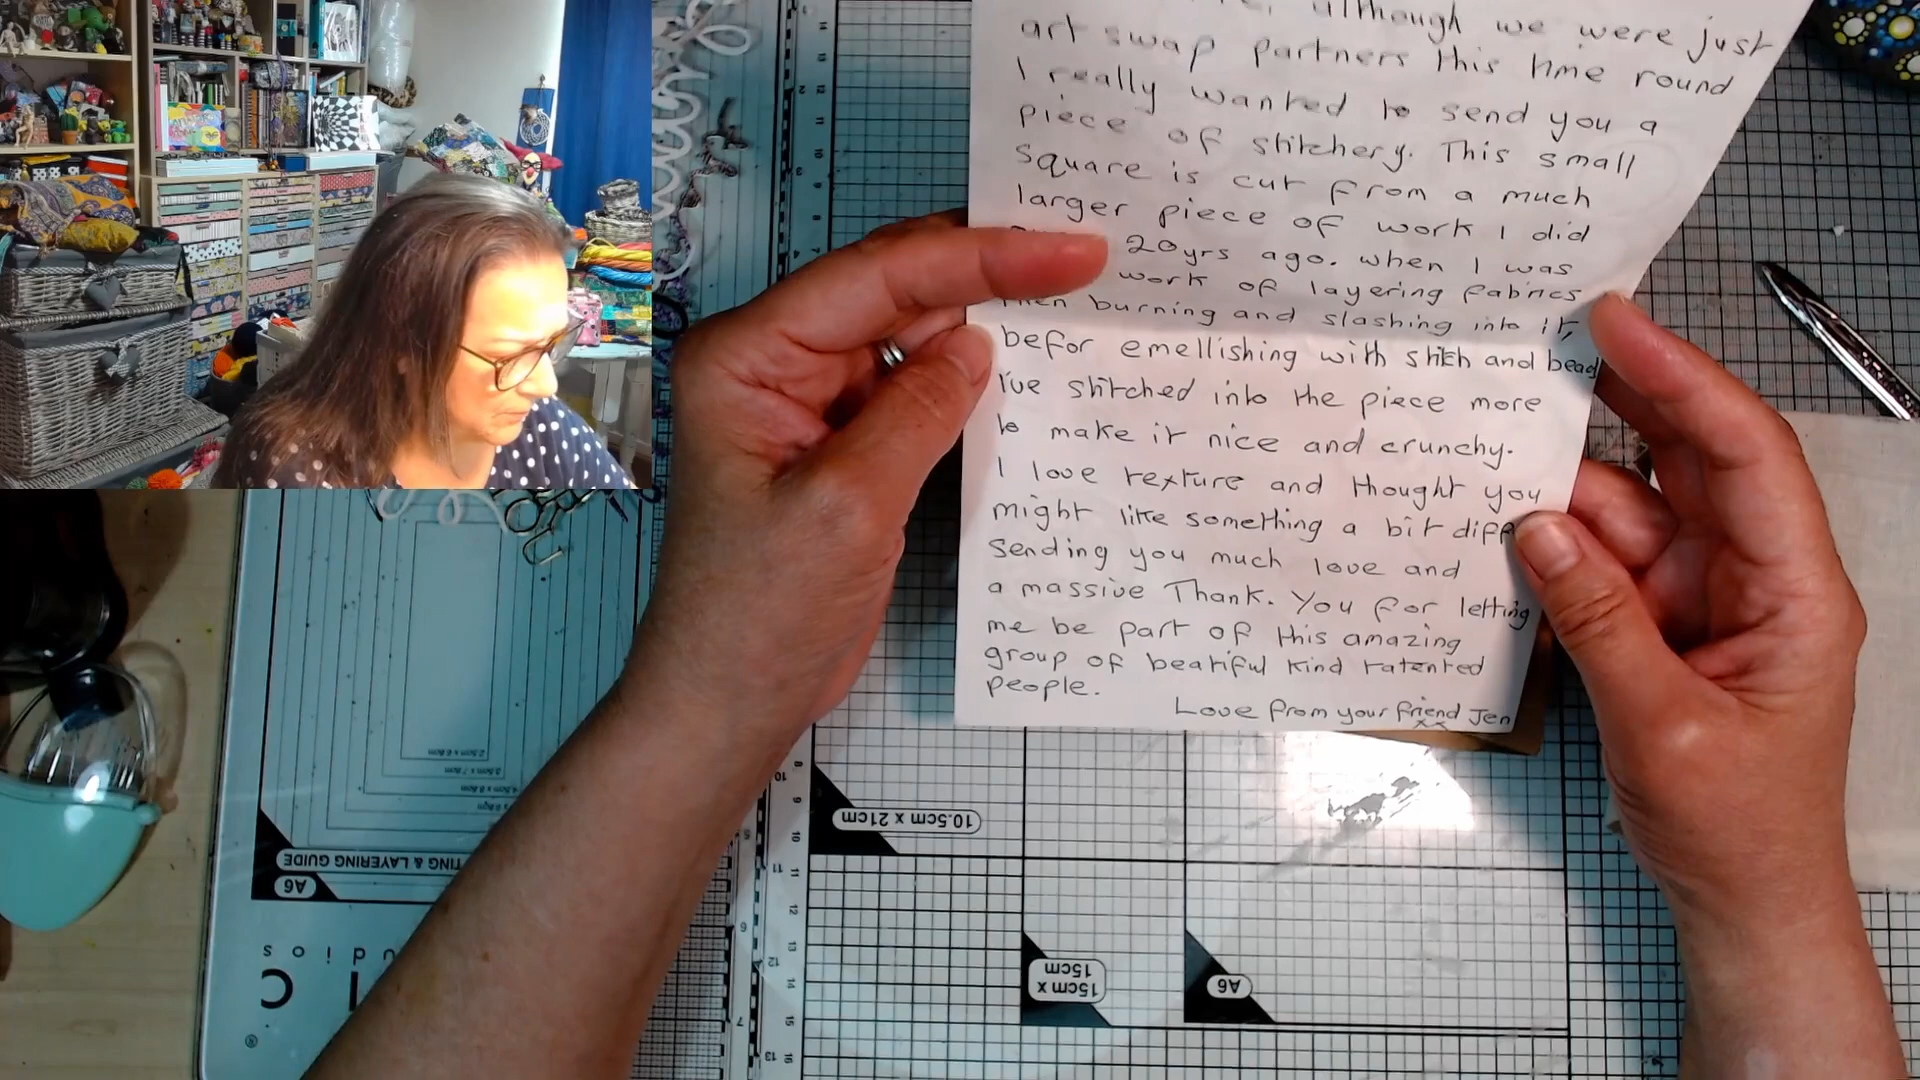 although we were just
art swap partners this time round
I really wanted to send you a
piece of stitchery. This small
square is cut from a much
larger piece of work I did
20yrs ago. when I was
work of layering fabrics
then burning and slashing into it,
befor emellishing with stitch and bead
I've stitched into the piece more
to make it nice and crunchy.
I love texture and thought you
might like something a bit diff
Sending you much love and
a massive Thank. You for letting
me be part of this amazing
group of beatiful kind tatented
people.
Love from your friend Jen
xx
10.5cm x 21cm
15cm x
15cm
A6
TING & LAYERING GUIDE
A6
udios